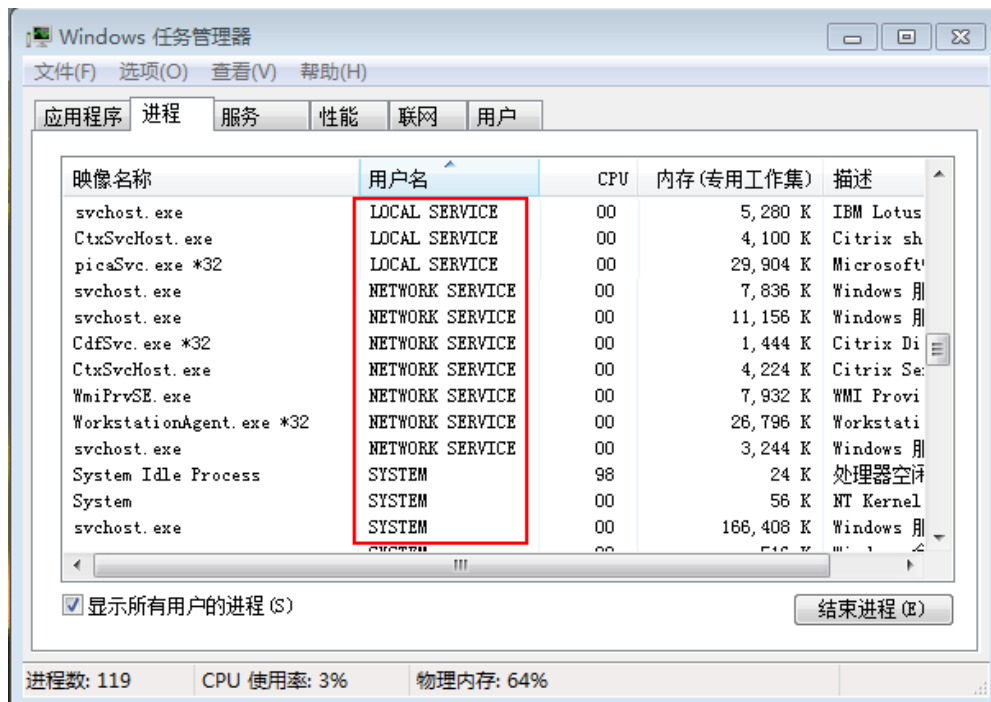 Windows 任务管理器
文件(F) 选项(O) 查看(V) 帮助(H)
应用程序 进程 服务 性能 联网 用户
映像名称 用户名 CPU 内存(专用工作集) 描述
svchost.exe LOCAL SERVICE 00 5,280 K IBM Lotus
CtxSvcHost.exe LOCAL SERVICE 00 4,100 K Citrix sh
picaSvc.exe *32 LOCAL SERVICE 00 29,904 K Microsoft
svchost.exe NETWORK SERVICE 00 7,836 K Windows
svchost.exe NETWORK SERVICE 00 11,156 K Windows
CdfSvc.exe *32 NETWORK SERVICE 00 1,444 K Citrix Di
CtxSvcHost.exe NETWORK SERVICE 00 4,224 K Citrix Se
WmiPrvSE.exe NETWORK SERVICE 00 7,932 K WMI Provi
WorkstationAgent.exe *32 NETWORK SERVICE 00 26,796 K Workstati
svchost.exe NETWORK SERVICE 00 3,244 K Windows
System Idle Process SYSTEM 98 24 K 处理器空闲
System SYSTEM 00 56 K NT Kernel
svchost.exe SYSTEM 00 166,408 K Windows
显示所有用户的进程(S) 结束进程(E)
进程数: 119 CPU 使用率: 3% 物理内存: 64%